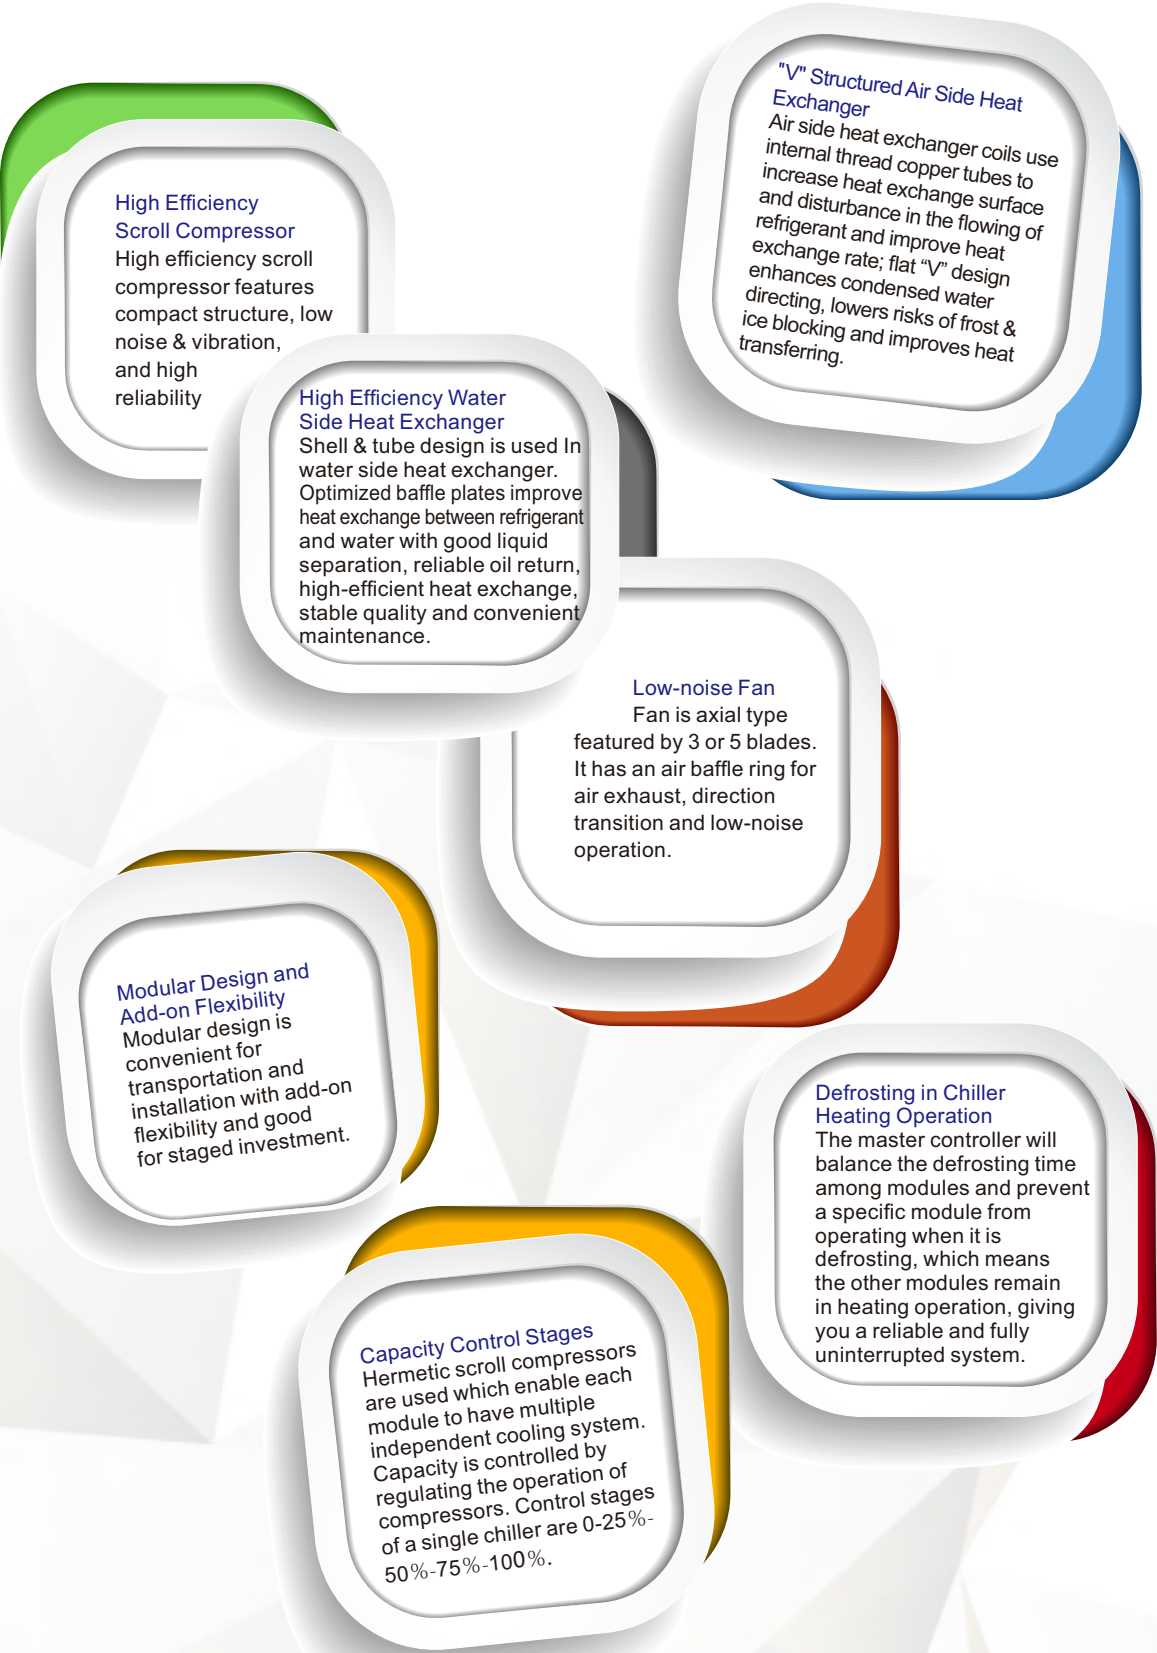 "V" Structured Air Side Heat
Exchanger
Air side heat exchanger coils use
internal thread copper tubes to
increase heat exchange surface
and disturbance in the flowing of
refrigerant and improve heat
exchange rate; flat “V” design
enhances condensed water
directing, lowers risks of frost &
ice blocking and improves heat
transferring.
High Efficiency
Scroll Compressor
High efficiency scroll
compressor features
compact structure, low
noise & vibration,
and high
reliability
High Efficiency Water
Side Heat Exchanger
Shell & tube design is used In
water side heat exchanger.
Optimized baffle plates improve
heat exchange between refrigerant
and water with good liquid
separation, reliable oil return,
high-efficient heat exchange,
stable quality and convenient
maintenance.
Low-noise Fan
Fan is axial type
featured by 3 or 5 blades.
It has an air baffle ring for
air exhaust, direction
transition and low-noise
operation.
Modular Design and
Add-on Flexibility
Modular design is
convenient for
transportation and
installation with add-on
flexibility and good
for staged investment.
Defrosting in Chiller
Heating Operation
The master controller will
balance the defrosting time
among modules and prevent
a specific module from
operating when it is
defrosting, which means
the other modules remain
in heating operation, giving
you a reliable and fully
uninterrupted system.
Capacity Control Stages
Hermetic scroll compressors
are used which enable each
module to have multiple
independent cooling system.
Capacity is controlled by
regulating the operation of
compressors. Control stages
of a single chiller are 0-25%-
50%-75%-100%.